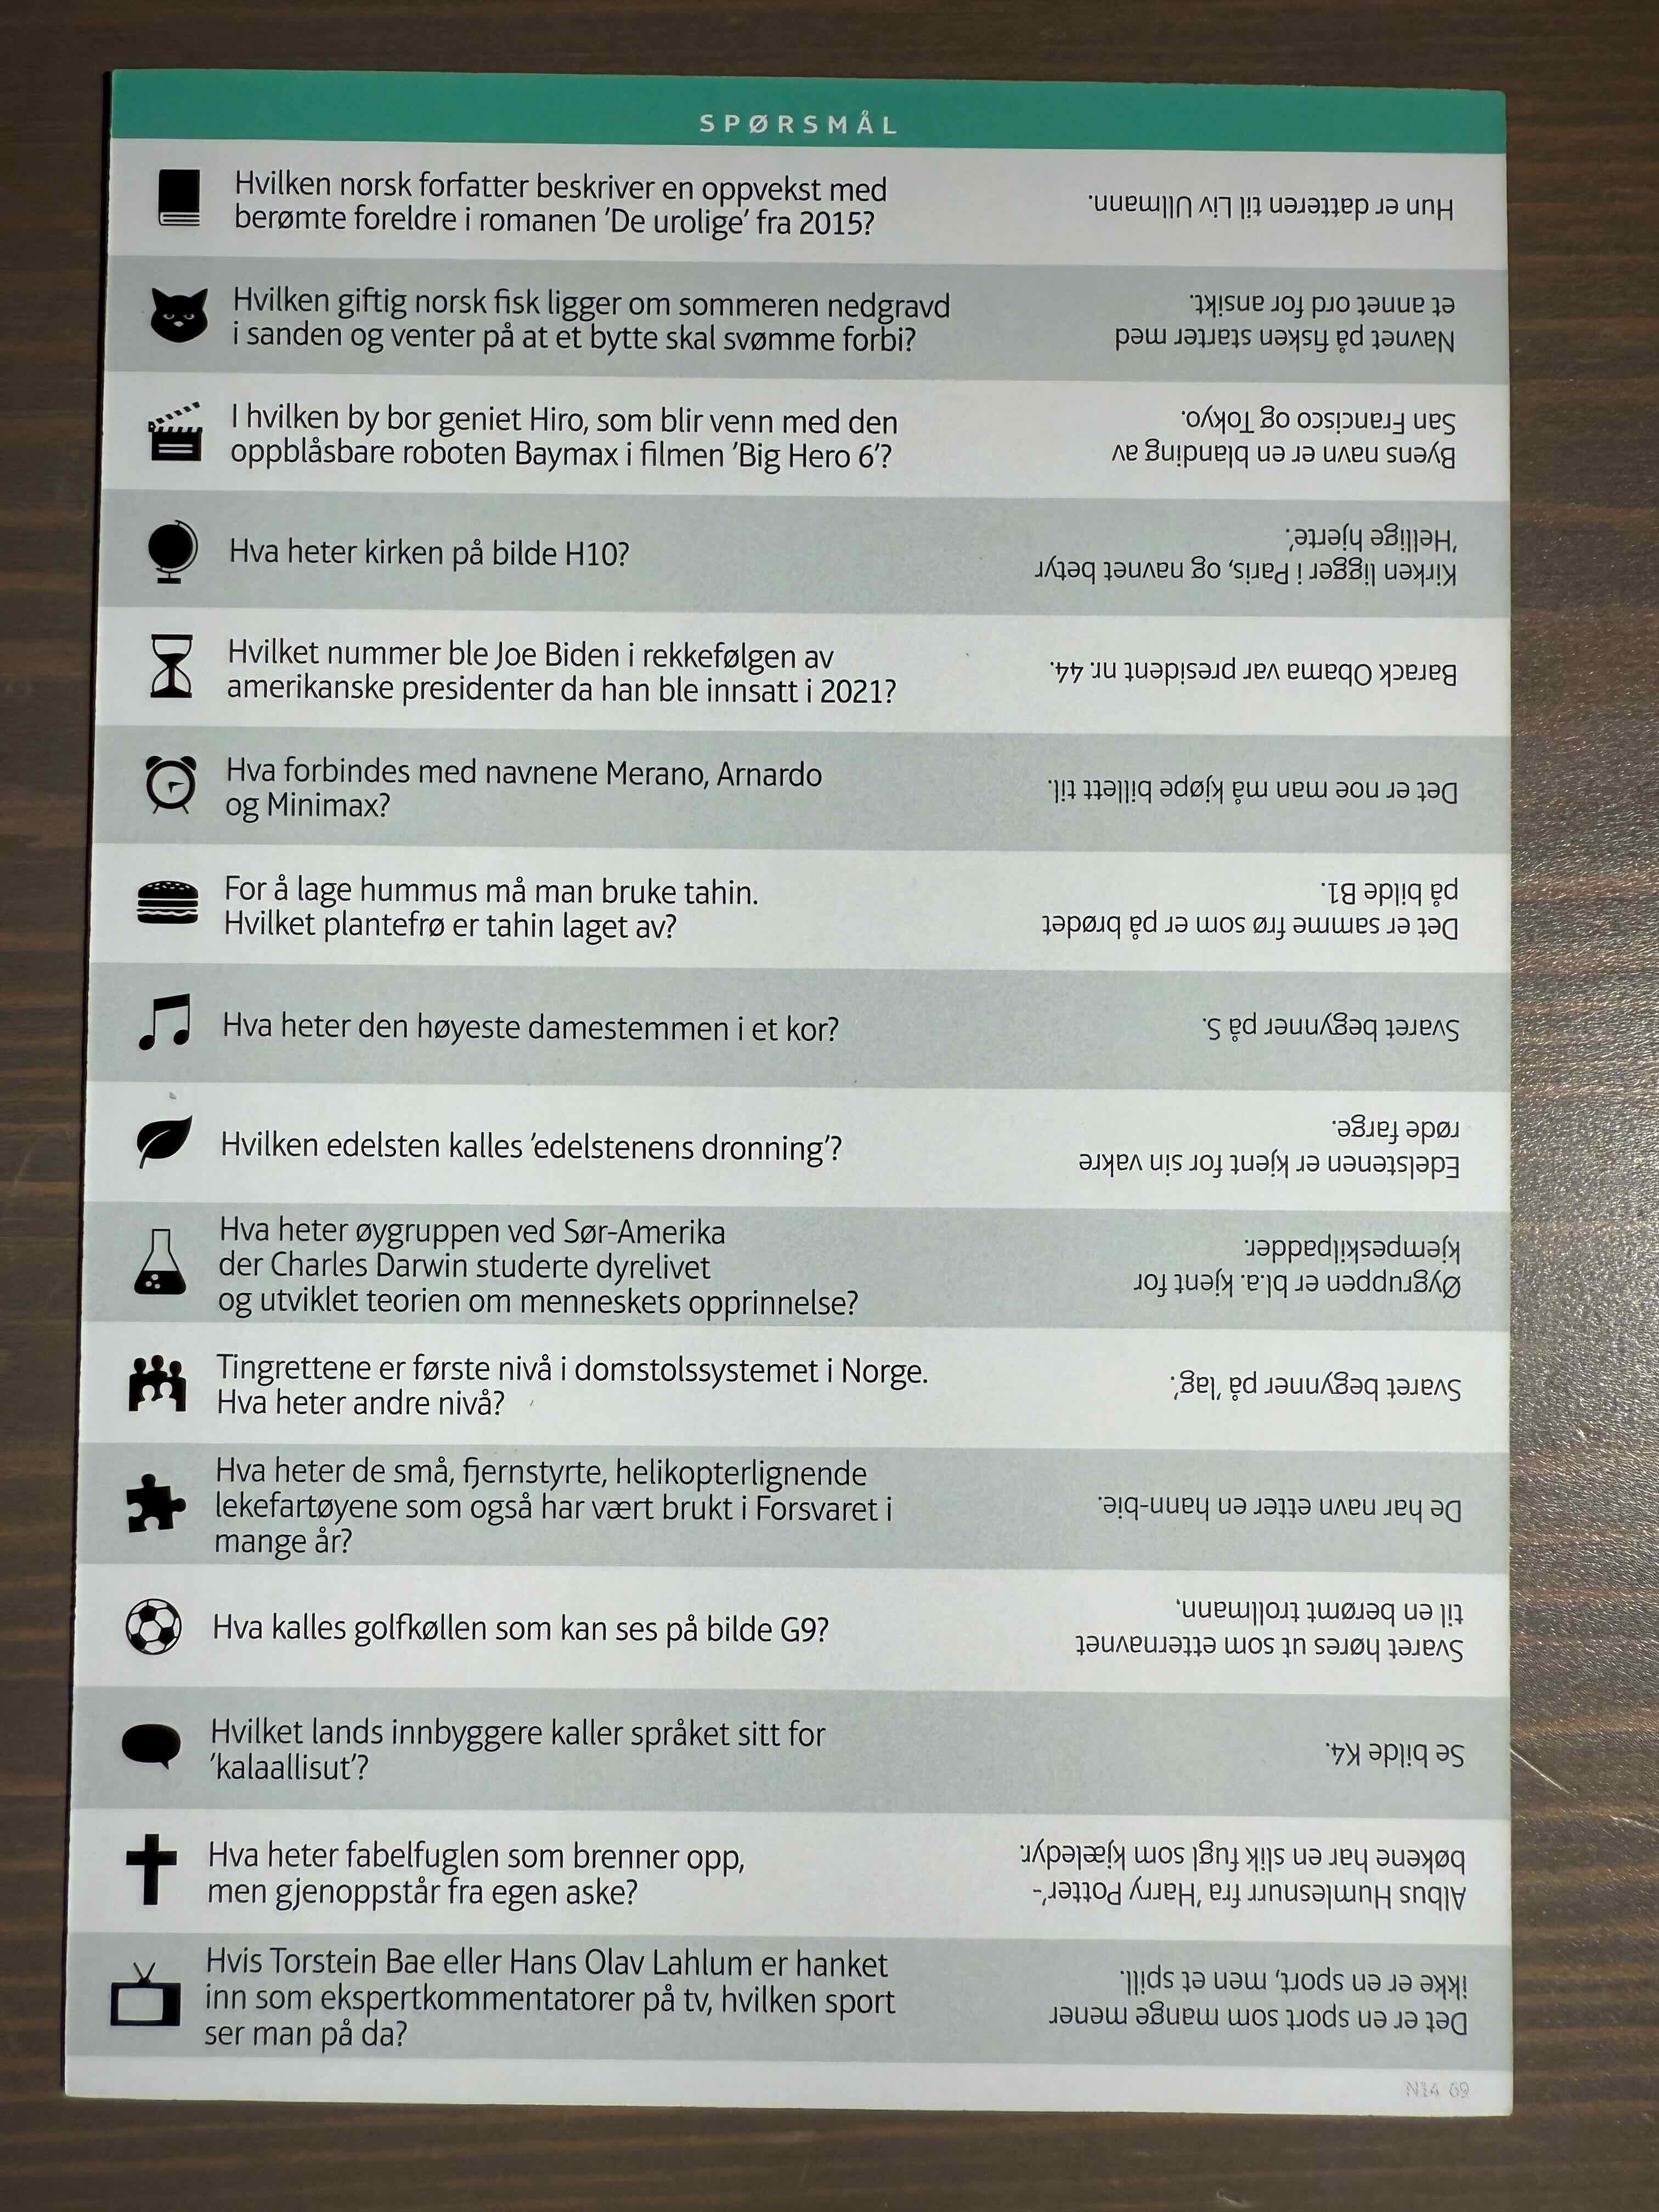 SPØRSMÅL
Hvilken norsk forfatter beskriver en oppvekst med
berømte foreldre i romanen 'De urolige' fra 2015?
Hun er datteren til Liv Ullmann.
Hvilken giftig norsk fisk ligger om sommeren nedgravd
i sanden og venter på at et bytte skal svømme forbi?
Navnet på fisken starter med
et annet ord for ansikt.
I hvilken by bor geniet Hiro, som blir venn med den
oppblåsbare roboten Baymax i filmen 'Big Hero 6'?
Byens navn er en blanding av
San Francisco og Tokyo.
Hva heter kirken på bilde H10?
Kirken ligger i Paris, og navnet betyr
'Hellige hjerte'.
Hvilket nummer ble Joe Biden i rekkefølgen av
amerikanske presidenter da han ble innsatt i 2021?
Barack Obama var president nr. 44.
Hva forbindes med navnene Merano, Arnardo
og Minimax?
Det er noe man må kjøpe billett til.
For å lage hummus må man bruke tahin.
Hvilket plantefrø er tahin laget av?
Det er samme frø som er på brødet
på bilde B1.
Hva heter den høyeste damestemmen i et kor?
Svaret begynner på S.
Hvilken edelsten kalles 'edelstenens dronning'?
Edelstenen er kjent for sin vakre
røde farge.
Hva heter øygruppen ved Sør-Amerika
der Charles Darwin studerte dyrelivet
og utviklet teorien om menneskets opprinnelse?
Øygruppen er bl.a. kjent for
kjempeskilpadder.
Tingrettene er første nivå i domstolssystemet i Norge.
Hva heter andre nivå?
Svaret begynner på 'lag'.
Hva heter de små, fjernstyrte, helikopterlignende
lekefartøyene som også har vært brukt i Forsvaret i
mange år?
De har navn etter en hann-bie.
Hva kalles golfkøllen som kan ses på bilde G9?
Svaret høres ut som etternavnet
til en berømt trollmann,
Hvilket lands innbyggere kaller språket sitt for
'kalaallisut'?
Se bilde K4.
Hva heter fabelfuglen som brenner opp,
men gjenoppstår fra egen aske?
Albus Humlesnurr fra 'Harry Potter'-
bøkene har en slik fugl som kjæledyr.
Hvis Torstein Bae eller Hans Olav Lahlum er hanket
inn som ekspertkommentatorer på tv, hvilken sport
ser man på da?
Det er en sport som mange mener
ikke er en sport, men et spill.
N14 69